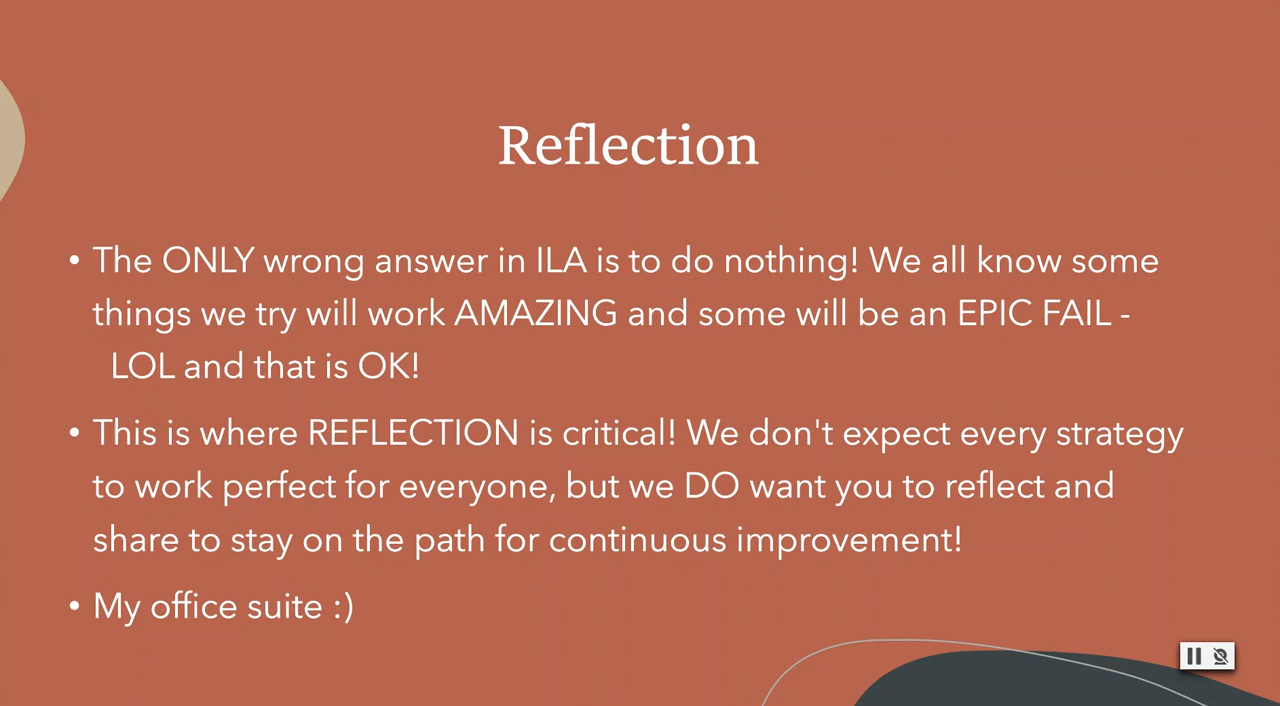 Reflection
• The ONLY wrong answer in ILA is to do nothing! We all know some
things we try will work AMAZING and some will be an EPIC FAIL -
LOL and that is OK!
• This is where REFLECTION is critical! We don't expect every strategy
to work perfect for everyone, but we DO want you to reflect and
share to stay on the path for continuous improvement!
• My office suite :)